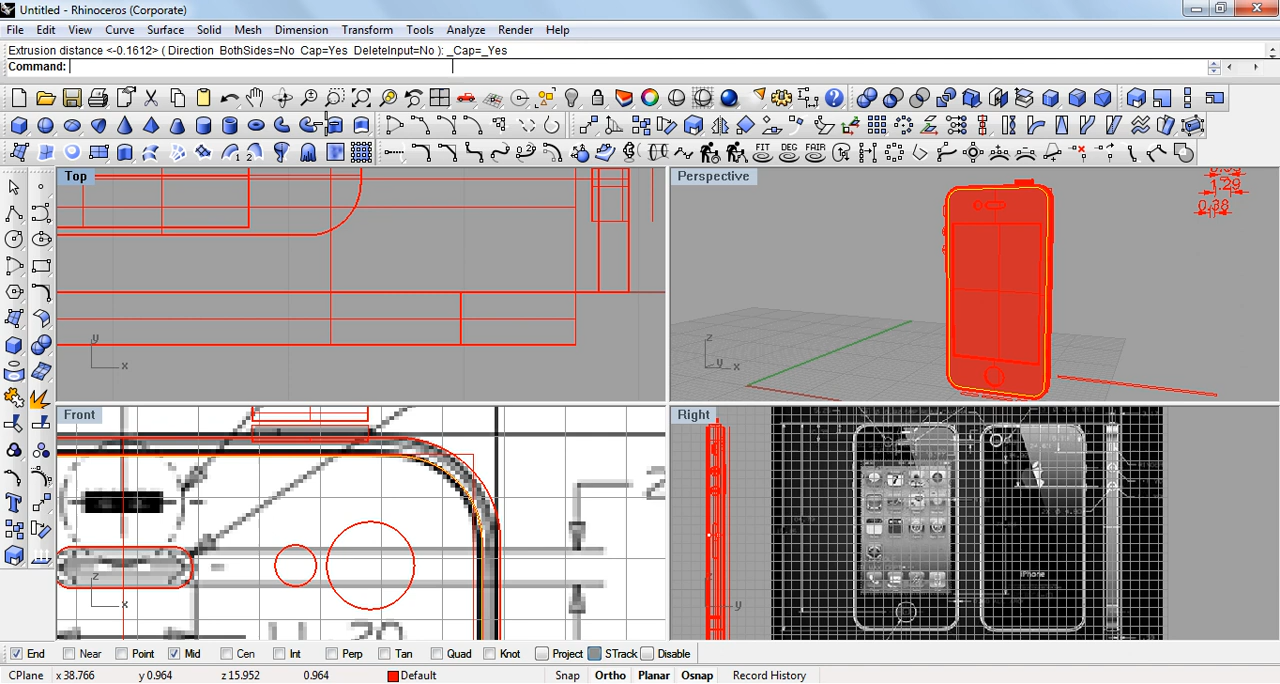 Untitled - Rhinoceros (Corporate)
File Edit View Curve Surface Solid Mesh Dimension Transform Tools Analyze Render Help
Extrusion distance <-0.1612> ( Direction BothSides=No Cap=Yes DeleteInput=No ): _Cap=_Yes
Command:
FIT DEG FAIR
Top
Perspective
1.29
0.38
z
y x
y
x
Front
Right
z
x
iPhone
z
y
End Near Point Mid Cen Int Perp Tan Quad Knot Project STrack Disable
CPlane x 38.766 y 0.964 z 15.952 0.964 Default Snap Ortho Planar Osnap Record History